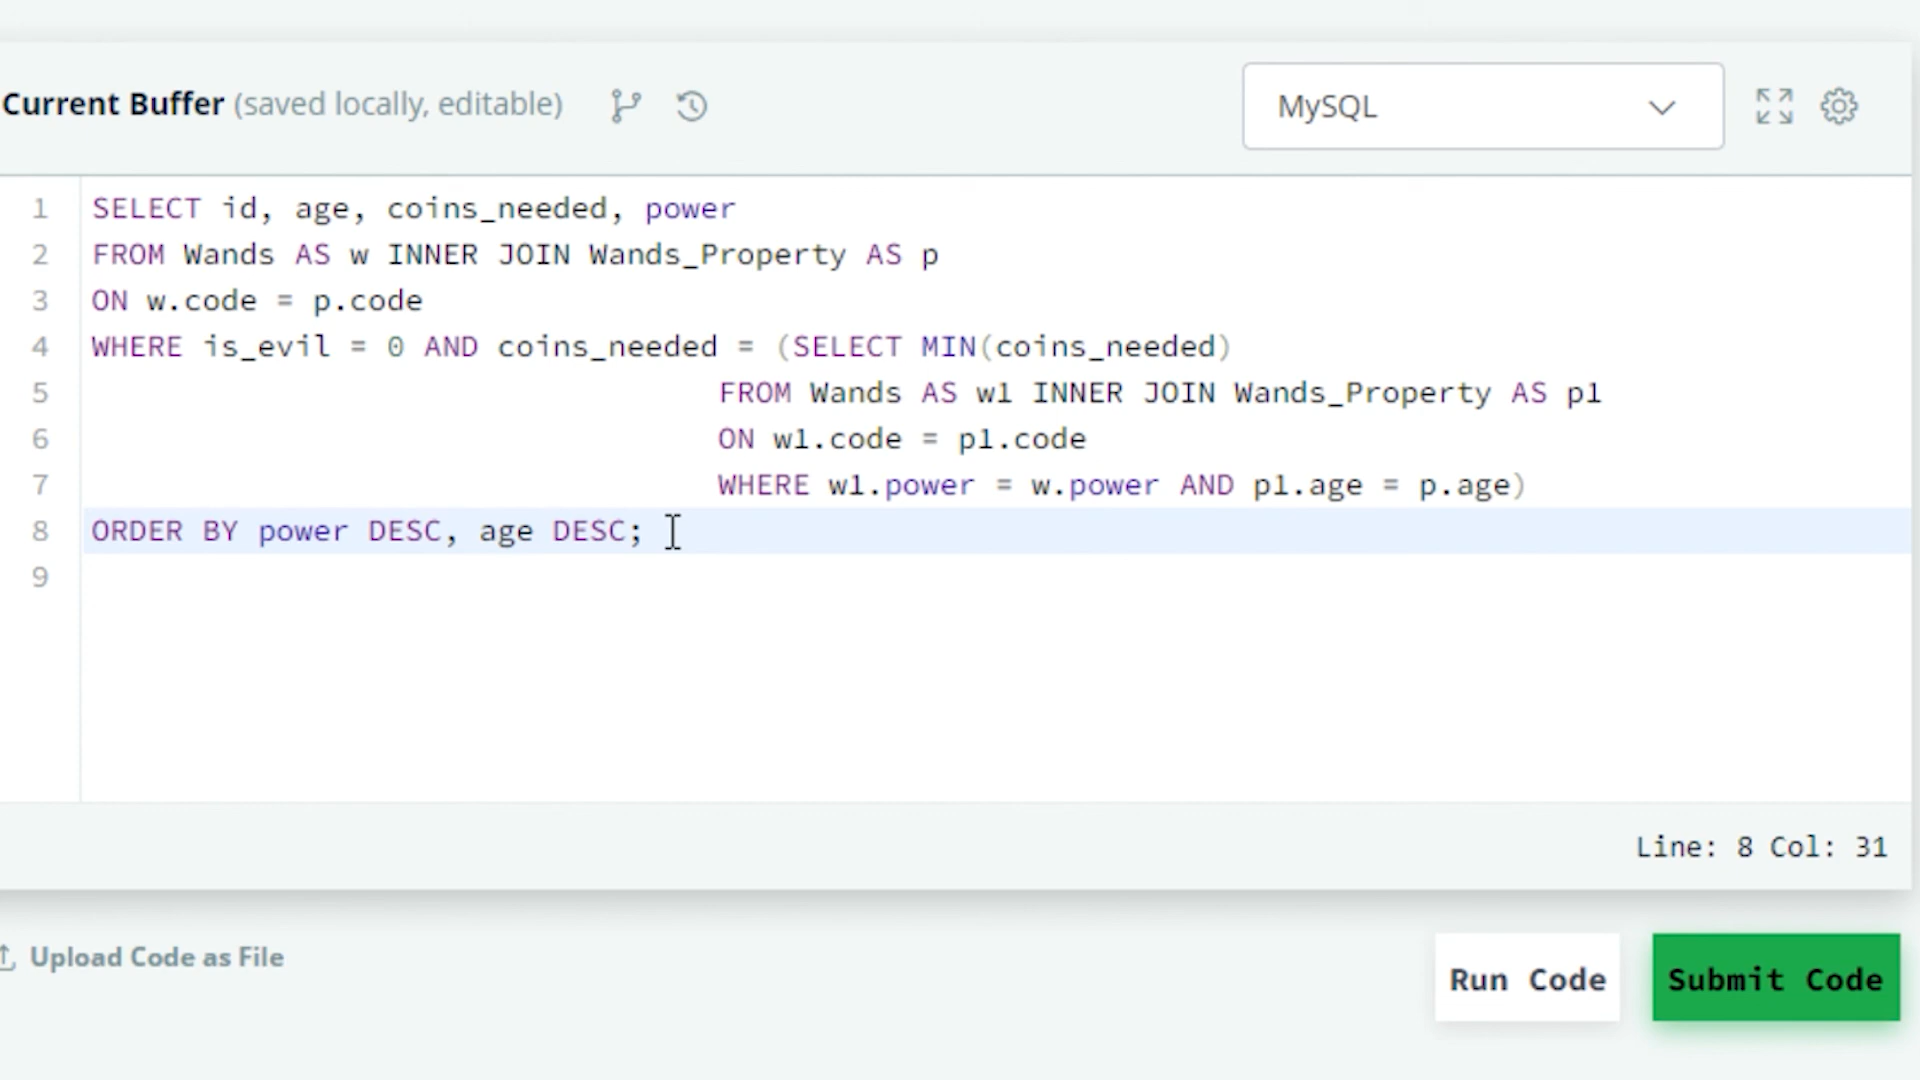 Current Buffer (saved locally, editable)
MySQL
1 SELECT id, age, coins_needed, power
2 FROM Wands AS w INNER JOIN Wands_Property AS p
3 ON w.code = p.code
4 WHERE is_evil = 0 AND coins_needed = (SELECT MIN(coins_needed)
5 FROM Wands AS w1 INNER JOIN Wands_Property AS p1
6 ON w1.code = p1.code
7 WHERE w1.power = w.power AND p1.age = p.age)
8 ORDER BY power DESC, age DESC;
9
Line: 8 Col: 31
Upload Code as File
Run Code
Submit Code